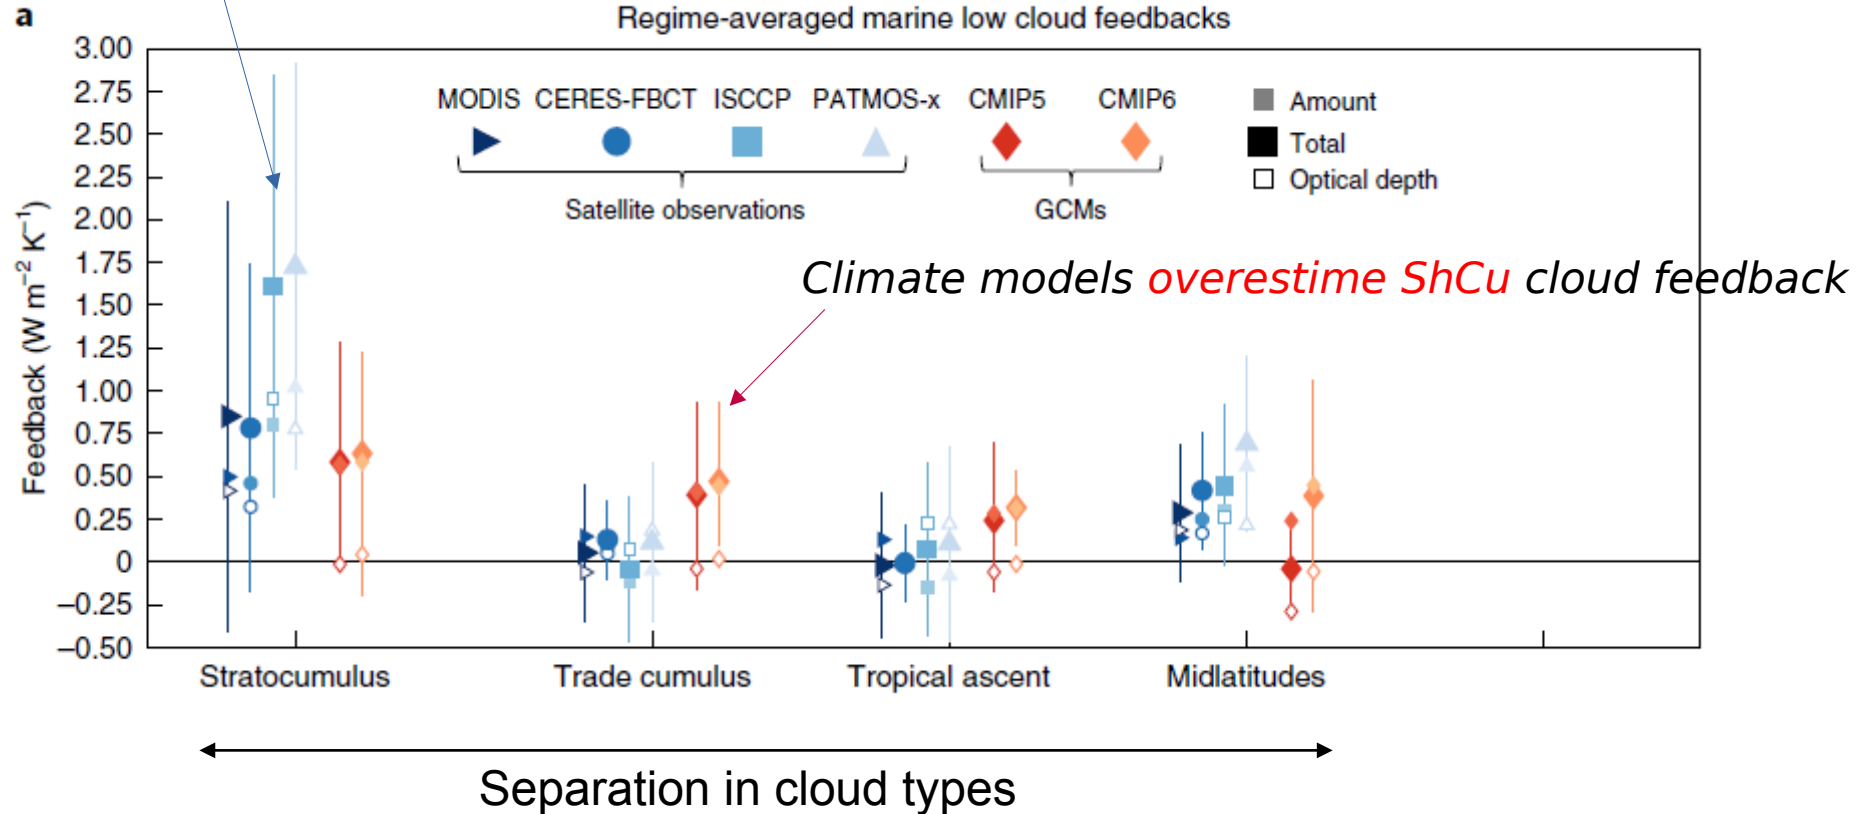 a
Regime-averaged marine low cloud feedbacks
3.00
2.75
2.50
2.25
2.00
1.75
1.50
1.25
1.00
0.75
0.50
0.25
0
−0.25
−0.50
Feedback (W m−2 K−1)
MODIS CERES-FBCT ISCCP PATMOS-x CMIP5 CMIP6
Satellite observations
GCMs
Amount
Total
Optical depth
Climate models overestime ShCu cloud feedback
Stratocumulus
Trade cumulus
Tropical ascent
Midlatitudes
Separation in cloud types